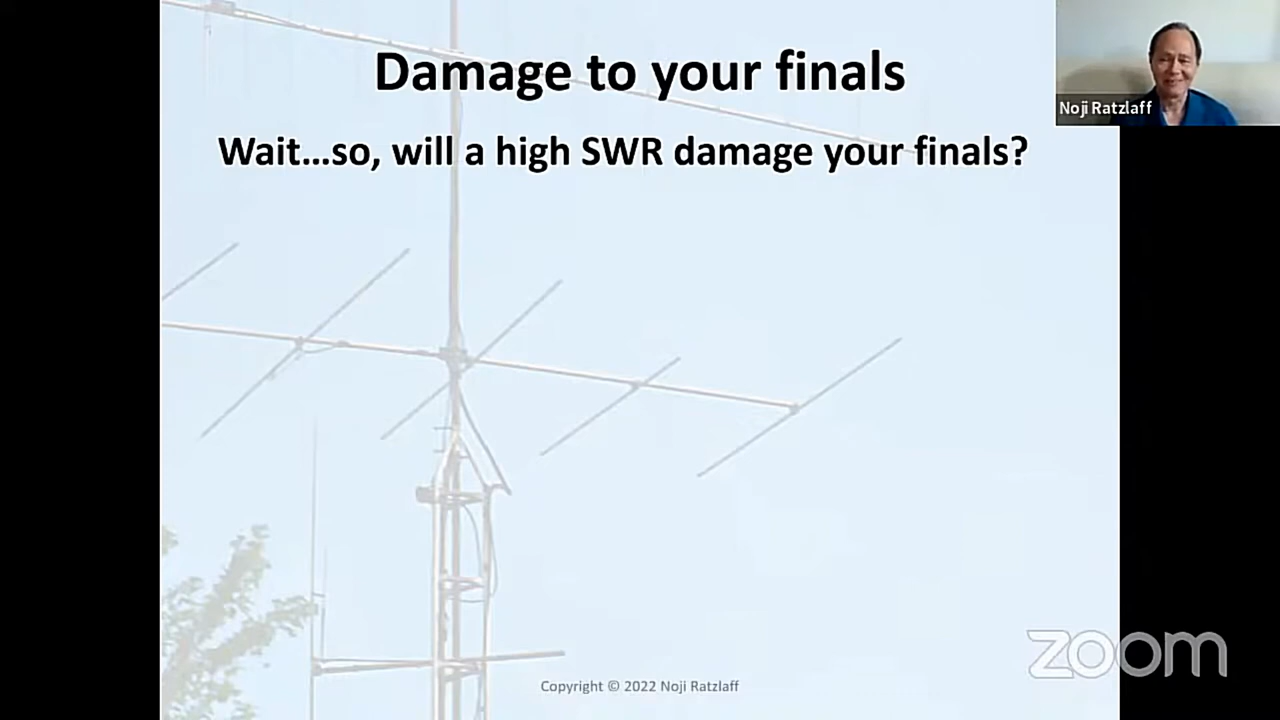 Damage to your finals
Noji Ratzlaff
Wait...so, will a high SWR damage your finals?
zoom
Copyright © 2022 Noji Ratzlaff